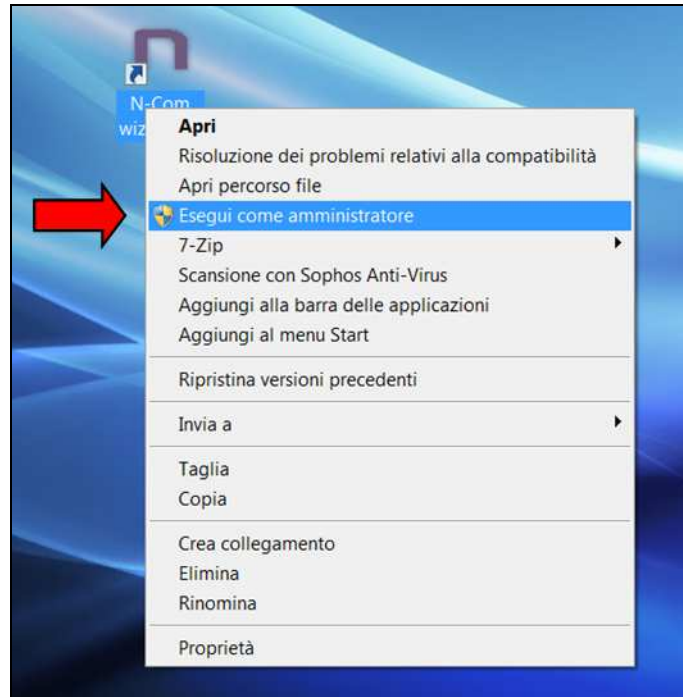 N-Com
wiz
Apri
Risoluzione dei problemi relativi alla compatibilità
Apri percorso file
Esegui come amministratore
7-Zip
Scansione con Sophos Anti-Virus
Aggiungi alla barra delle applicazioni
Aggiungi al menu Start
Ripristina versioni precedenti
Invia a
Taglia
Copia
Crea collegamento
Elimina
Rinomina
Proprietà